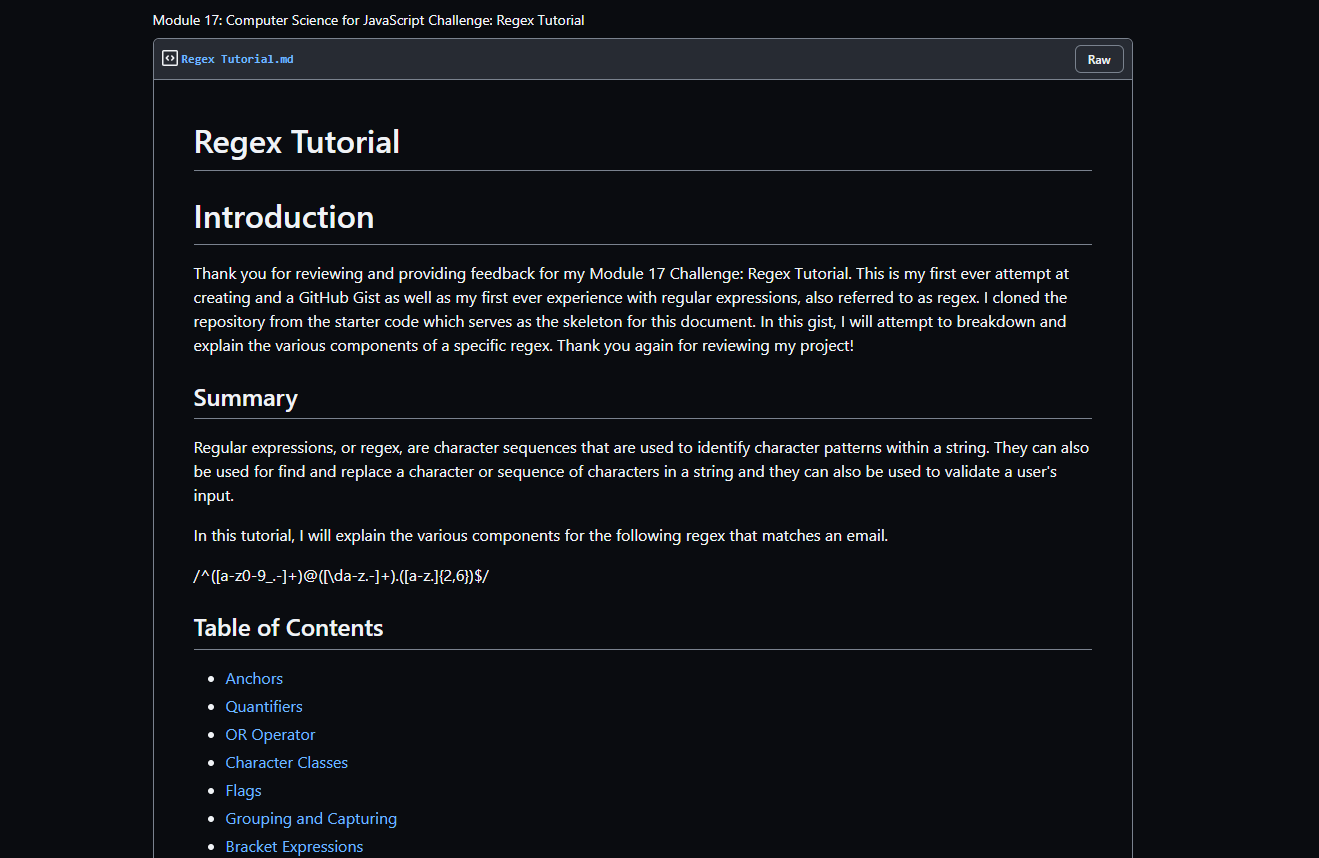 Module 17: Computer Science for JavaScript Challenge: Regex Tutorial
Regex Tutorial.md
Raw
Regex Tutorial
Introduction
Thank you for reviewing and providing feedback for my Module 17 Challenge: Regex Tutorial. This is my first ever attempt at
creating and a GitHub Gist as well as my first ever experience with regular expressions, also referred to as regex. I cloned the
repository from the starter code which serves as the skeleton for this document. In this gist, I will attempt to breakdown and
explain the various components of a specific regex. Thank you again for reviewing my project!
Summary
Regular expressions, or regex, are character sequences that are used to identify character patterns within a string. They can also
be used for find and replace a character or sequence of characters in a string and they can also be used to validate a user's
input.
In this tutorial, I will explain the various components for the following regex that matches an email.
/^([a-z0-9_.-]+)@([\da-z.-]+).([a-z.]{2,6})$/
Table of Contents
Anchors
Quantifiers
OR Operator
Character Classes
Flags
Grouping and Capturing
Bracket Expressions